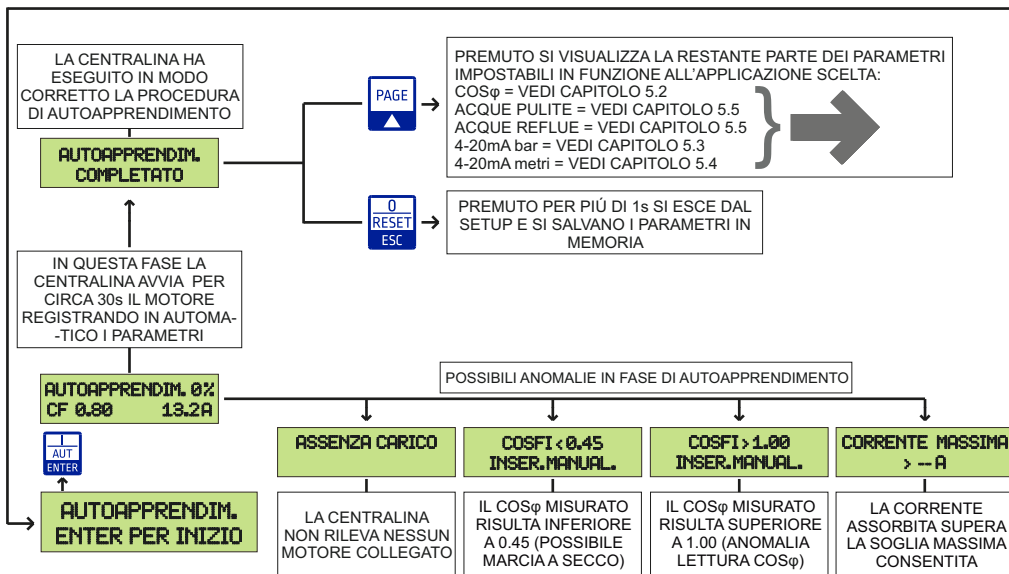 LA CENTRALINA HA
ESEGUITO IN MODO
CORRETTO LA PROCEDURA
DI AUTOAPPRENDIMENTO
AUTOAPPRENDIM.
COMPLETATO
PAGE
PREMUTO SI VISUALIZZA LA RESTANTE PARTE DEI PARAMETRI
IMPOSTABILI IN FUNZIONE ALL'APPLICAZIONE SCELTA:
COSφ = VEDI CAPITOLO 5.2
ACQUE PULITE = VEDI CAPITOLO 5.5
ACQUE REFLUE = VEDI CAPITOLO 5.5
4-20mA bar = VEDI CAPITOLO 5.3
4-20mA metri = VEDI CAPITOLO 5.4
0
RESET
ESC
PREMUTO PER PIÚ DI 1s SI ESCE DAL
SETUP E SI SALVANO I PARAMETRI IN
MEMORIA
IN QUESTA FASE LA
CENTRALINA AVVIA PER
CIRCA 30s IL MOTORE
REGISTRANDO IN AUTOMA-
-TICO I PARAMETRI
AUTOAPPRENDIM. 0%
CF 0.80 13.2A
I
AUT
ENTER
AUTOAPPRENDIM.
ENTER PER INIZIO
POSSIBILI ANOMALIE IN FASE DI AUTOAPPRENDIMENTO
ASSENZA CARICO
LA CENTRALINA
NON RILEVA NESSUN
MOTORE COLLEGATO
COSFI<0.45
INSER.MANUAL.
IL COSφ MISURATO
RISULTA INFERIORE
A 0.45 (POSSIBILE
MARCIA A SECCO)
COSFI>1.00
INSER.MANUAL.
IL COSφ MISURATO
RISULTA SUPERIORE
A 1.00 (ANOMALIA
LETTURA COSφ)
CORRENTE MASSIMA
> --A
LA CORRENTE
ASSORBITA SUPERA
LA SOGLIA MASSIMA
CONSENTITA